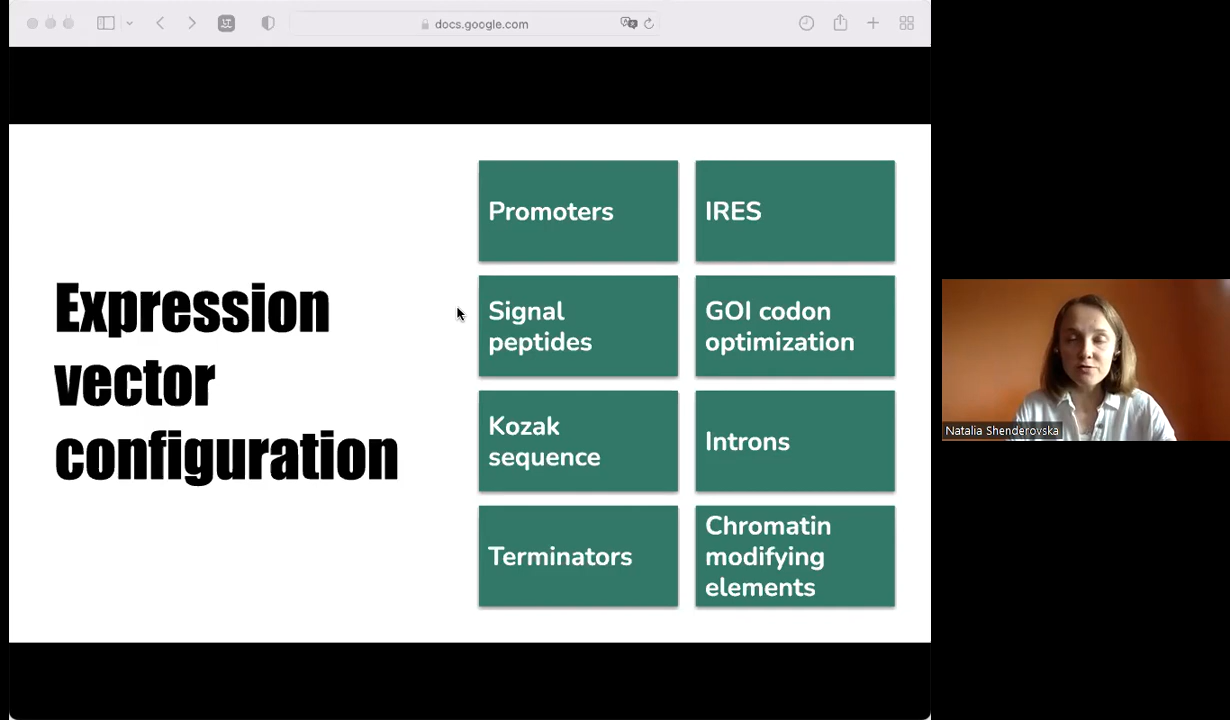 docs.google.com
Expression
vector
configuration
Promoters
IRES
Signal
peptides
GOI codon
optimization
Kozak
sequence
Introns
Terminators
Chromatin
modifying
elements
Natalia Shenderovska